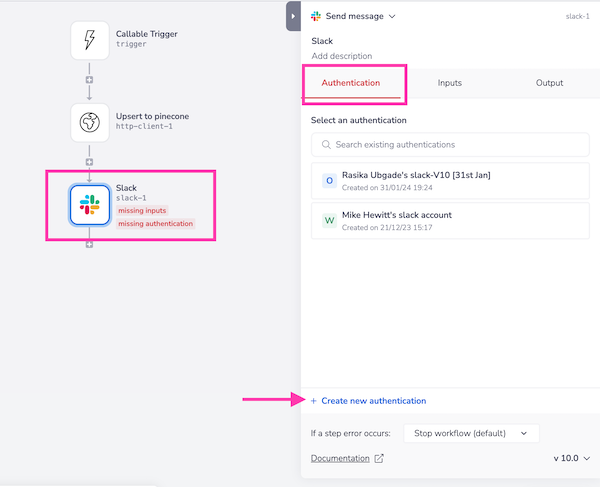 Callable Trigger
trigger
Upsert to pinecone
http-client-1
Slack
slack-1
missing inputs
missing authentication
Send message
slack-1
Slack
Add description
Authentication
Inputs
Output
Select an authentication
Search existing authentications
O
Rasika Ubgade's slack-V10 [31st Jan]
Created on 31/01/24 19:24
W
Mike Hewitt's slack account
Created on 21/12/23 15:17
+ Create new authentication
If a step error occurs:
Stop workflow (default)
Documentation
v 10.0